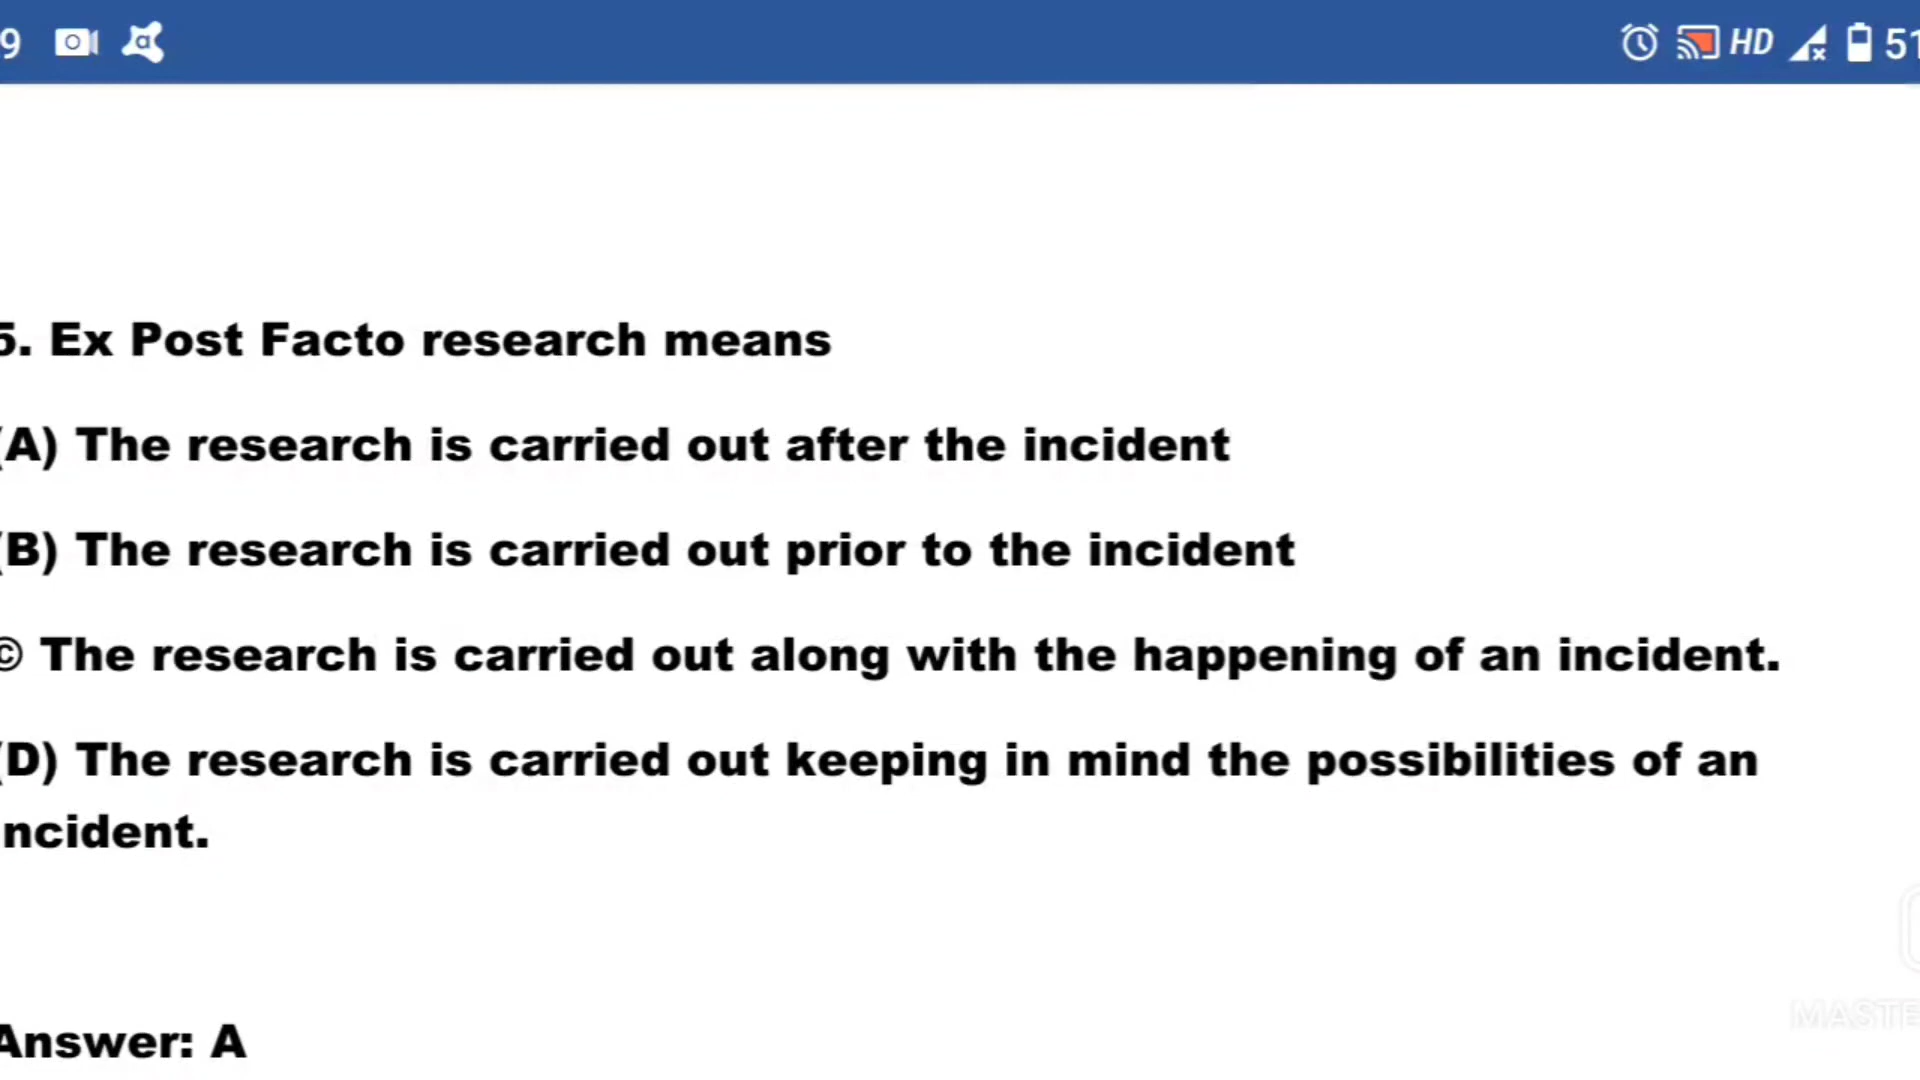 9 HD 51
5. Ex Post Facto research means
(A) The research is carried out after the incident
(B) The research is carried out prior to the incident
© The research is carried out along with the happening of an incident.
(D) The research is carried out keeping in mind the possibilities of an
ncident.
MASTE
Answer: A